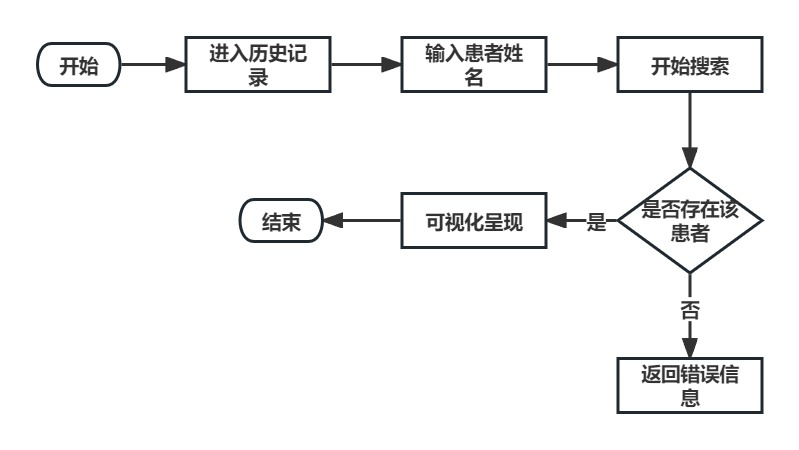 开始
进入历史记
录
输入患者姓
名
开始搜索
是否存在该
患者
是
可视化呈现
结束
否
返回错误信
息